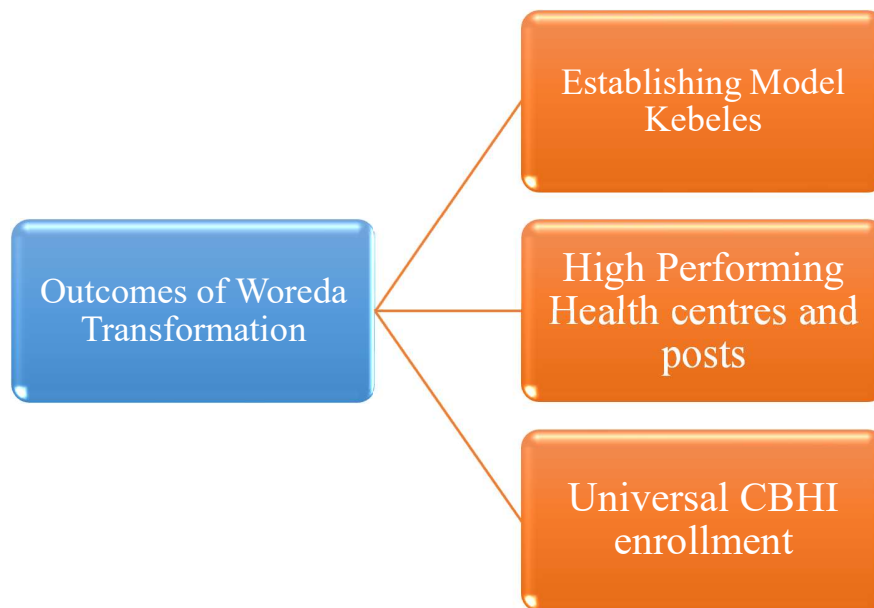 Outcomes of Woreda
Transformation
Establishing Model
Kebeles
High Performing
Health centres and
posts
Universal CBHI
enrollment